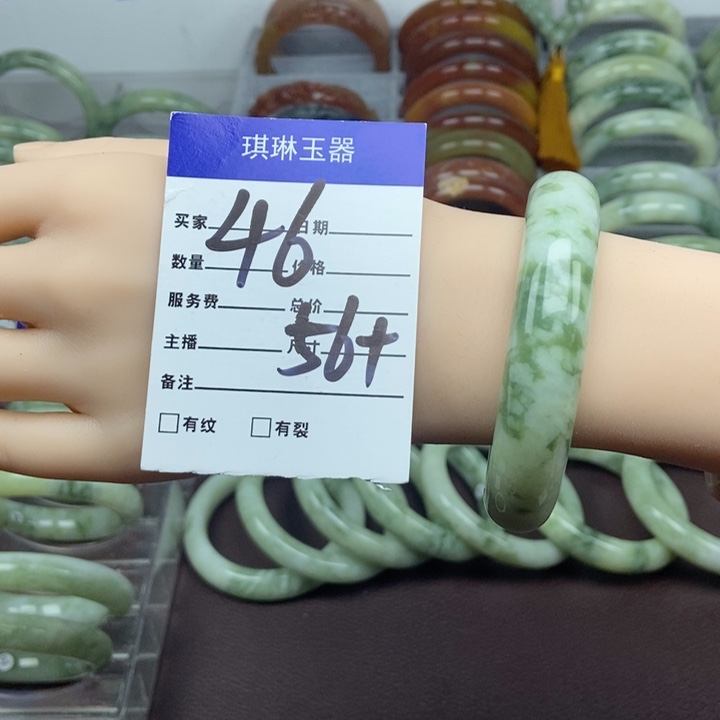 琪琳玉器
买家 日期
46
数量 价格
服务费 总价
56+
主播 尺寸
备注
有纹 有裂